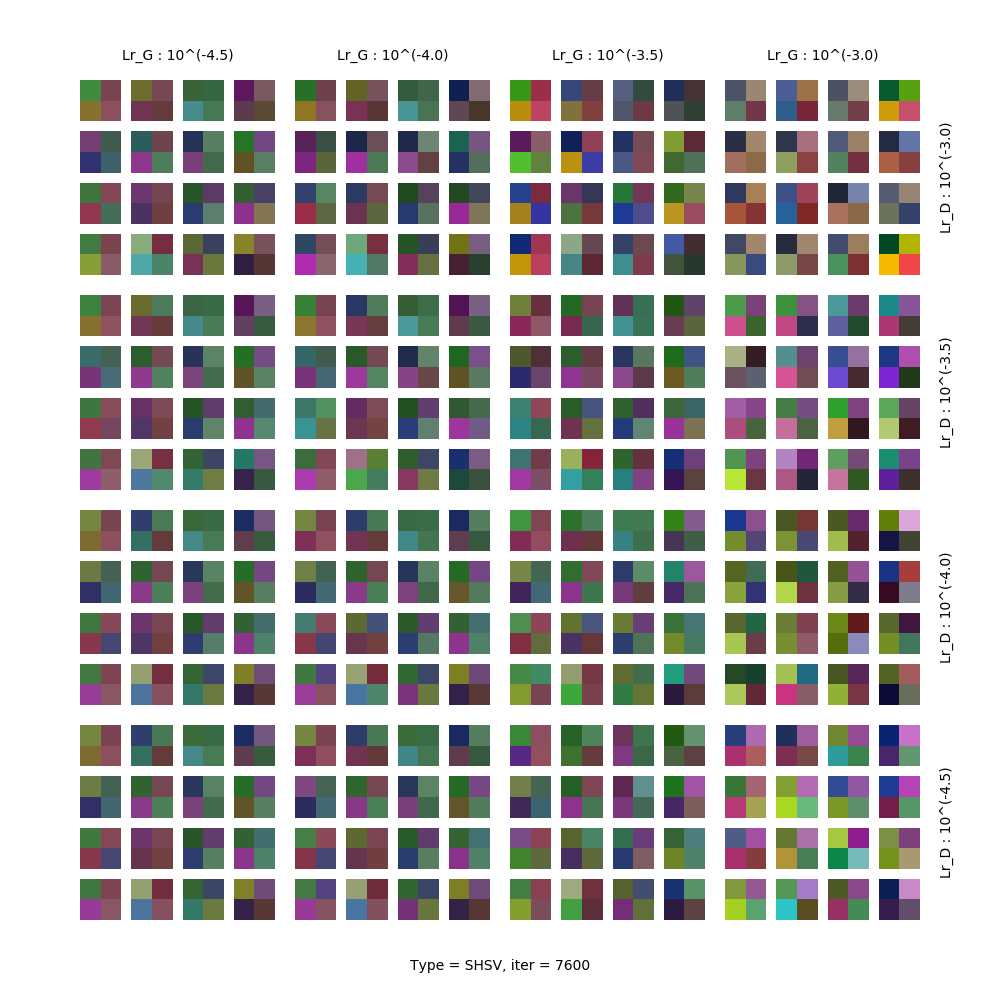 Lr_G : 10^(-4.5)
Lr_G : 10^(-4.0)
Lr_G : 10^(-3.5)
Lr_G : 10^(-3.0)
Lr_D : 10^(-3.0)
Lr_D : 10^(-3.5)
Lr_D : 10^(-4.0)
Lr_D : 10^(-4.5)
Type = SHSV, iter = 7600